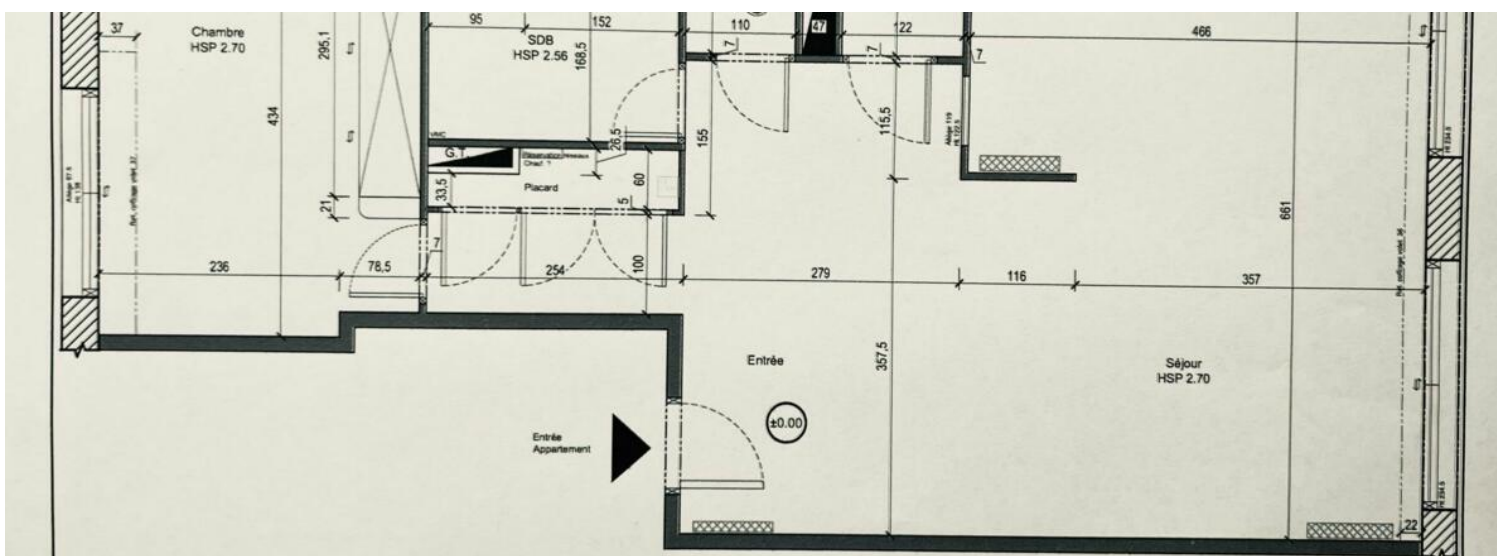 37
Chambre
HSP 2.70
295,1
434
21
236
78,5
7
95
152
SDB
HSP 2.56
168,5
VMC
G.T.
26,5
Placard
33,5
60
5
254
100
110
7
47
122
7
7
155
115,5
466
661
279
116
357
357,5
Entrée
Séjour
HSP 2.70
±0.00
Entrée
Appartement
22